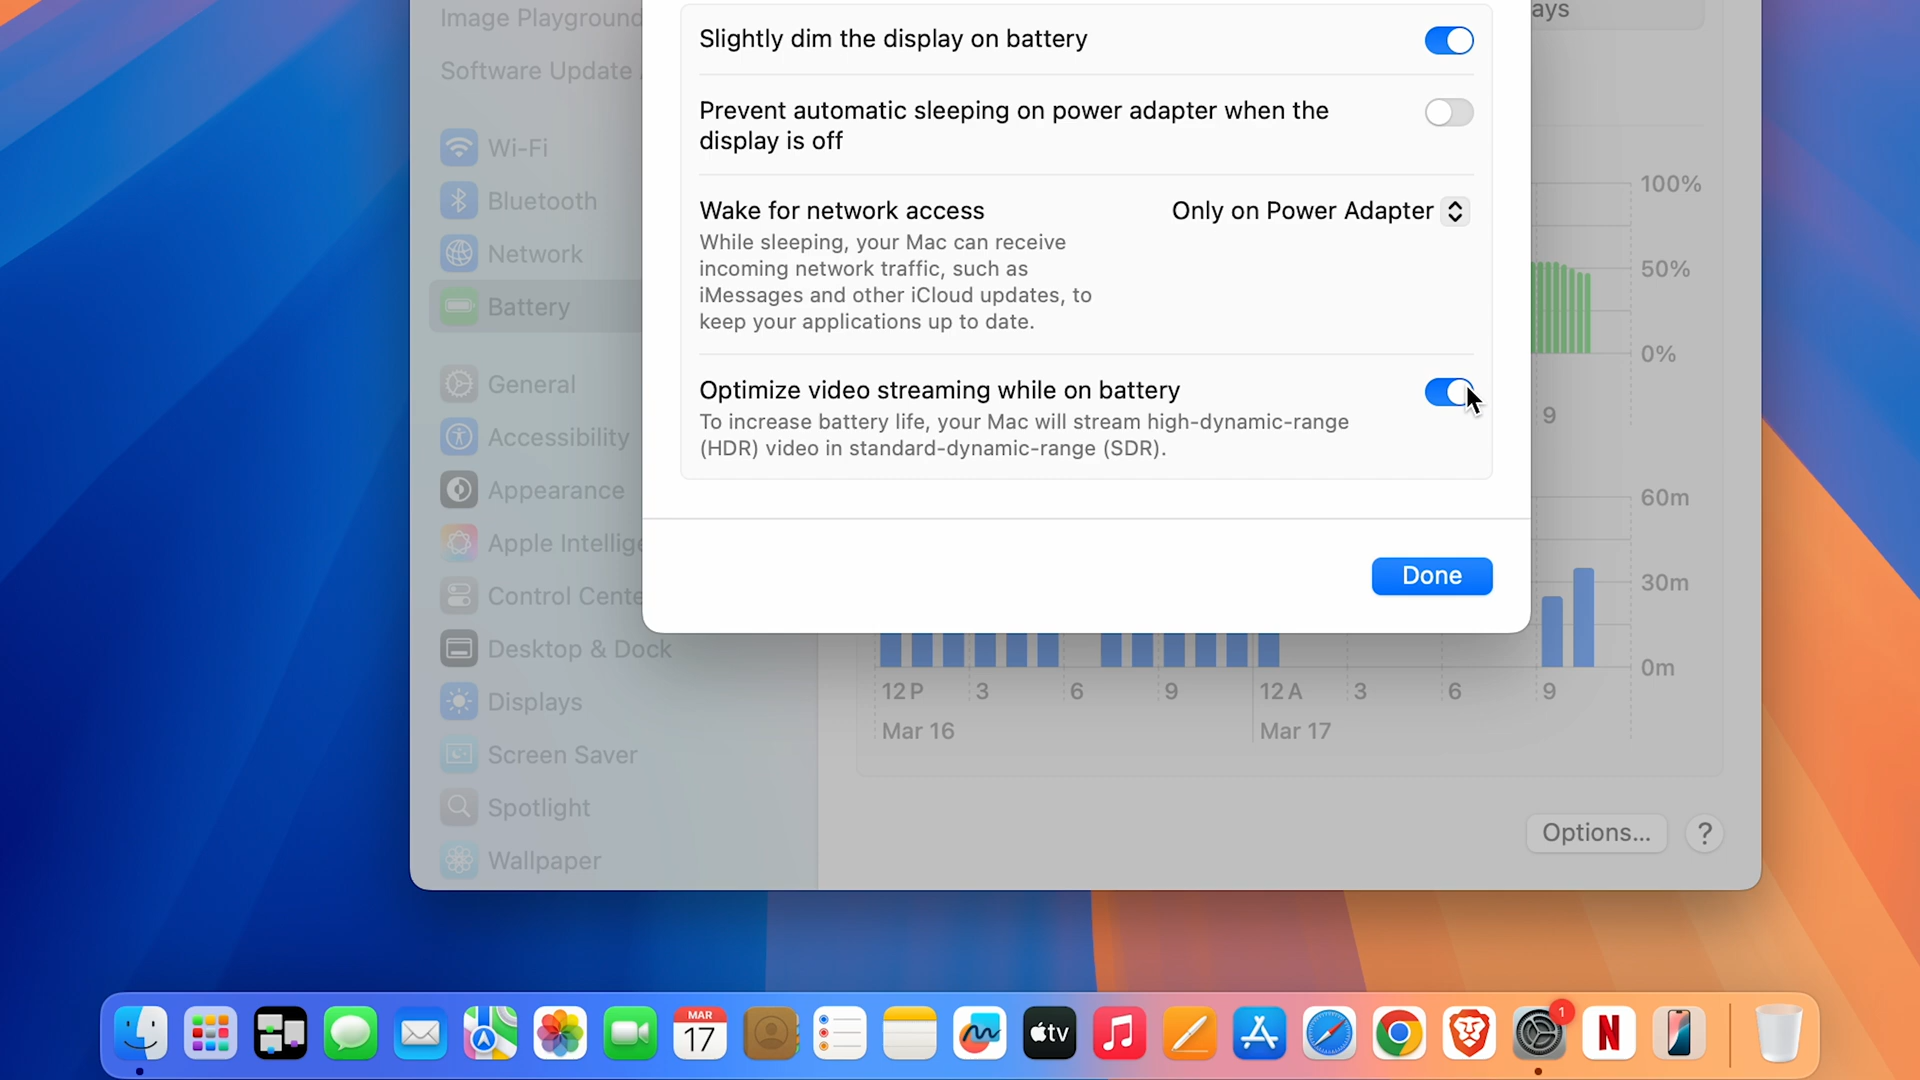 Image Playground
Software Update
Wi-Fi
Bluetooth
Network
Battery
General
Accessibility
Appearance
Apple Intellige
Control Cente
Desktop & Dock
Displays
Screen Saver
Spotlight
Wallpaper
Slightly dim the display on battery
Prevent automatic sleeping on power adapter when the
display is off
Wake for network access
Only on Power Adapter
While sleeping, your Mac can receive
incoming network traffic, such as
iMessages and other iCloud updates, to
keep your applications up to date.
Optimize video streaming while on battery
To increase battery life, your Mac will stream high-dynamic-range
(HDR) video in standard-dynamic-range (SDR).
Done
ays
100%
50%
0%
9
60m
30m
0m
12 P 3 6 9 12 A 3 6 9
Mar 16 Mar 17
Options... ?
MAR
17
tv
1
N